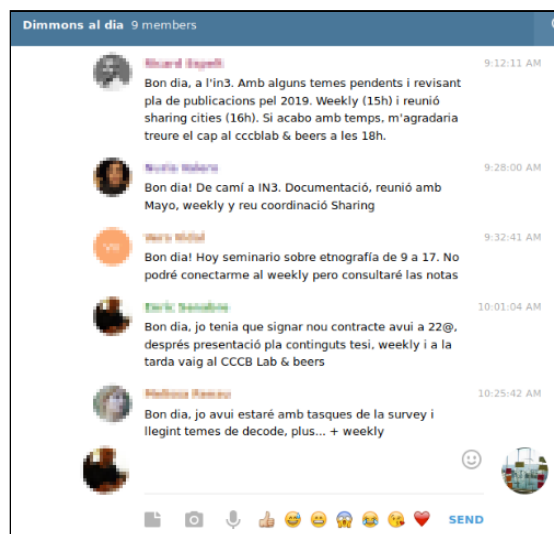 Dimmons al dia 9 members
9:12:11 AM
Bon dia, a l'in3. Amb alguns temes pendents i revisant
pla de publicacions pel 2019. Weekly (15h) i reunió
sharing cities (16h). Si acabo amb temps, m'agradaria
treure el cap al cccblab & beers a les 18h.
9:28:00 AM
Bon dia! De camí a IN3. Documentació, reunió amb
Mayo, weekly y reu coordinació Sharing
9:32:41 AM
Bon dia! Hoy seminario sobre etnografía de 9 a 17. No
podré conectarme al weekly pero consultaré las notas
10:01:04 AM
Bon dia, jo tenia que signar nou contracte avui a 22@,
després presentació pla continguts tesi, weekly i a la
tarda vaig al CCCB Lab & beers
10:25:42 AM
Bon dia, jo avui estaré amb tasques de la survey i
llegint temes de decode, plus... + weekly
SEND